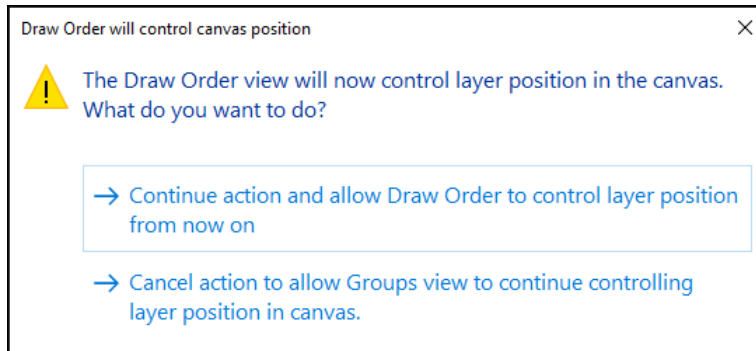 Draw Order will control canvas position
The Draw Order view will now control layer position in the canvas.
What do you want to do?
Continue action and allow Draw Order to control layer position
from now on
Cancel action to allow Groups view to continue controlling
layer position in canvas.